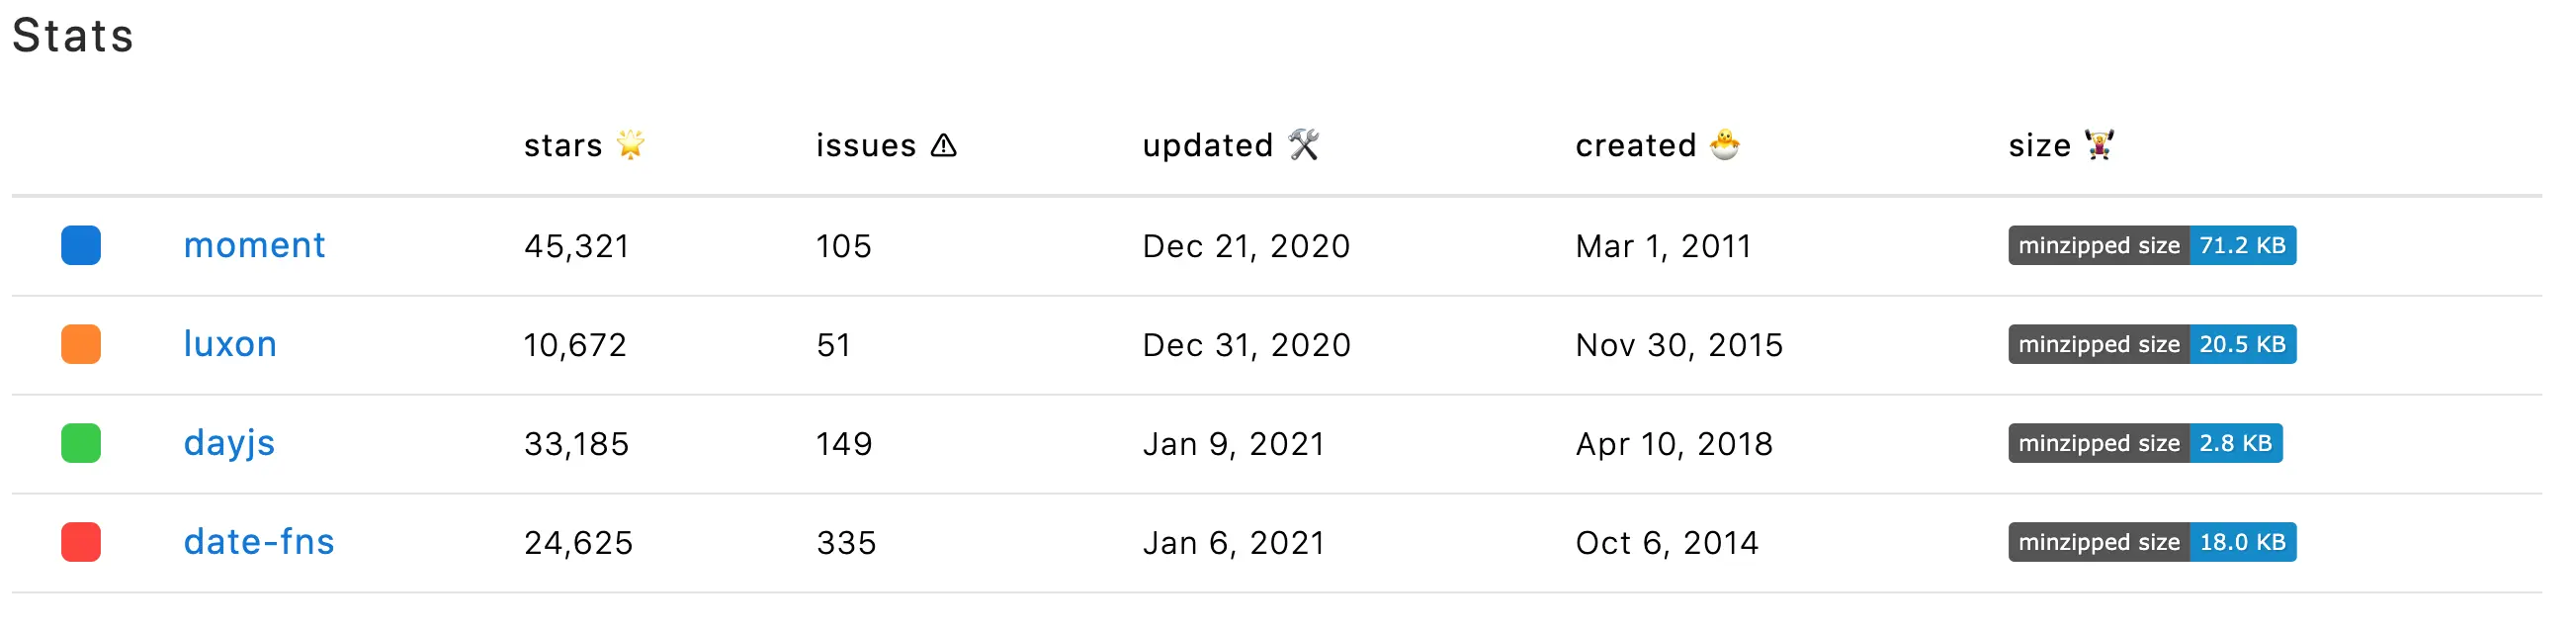 Stats
stars 🌟 issues ⚠ updated 🛠 created 🐣 size 🏋
moment 45,321 105 Dec 21, 2020 Mar 1, 2011 minzipped size 71.2 KB
luxon 10,672 51 Dec 31, 2020 Nov 30, 2015 minzipped size 20.5 KB
dayjs 33,185 149 Jan 9, 2021 Apr 10, 2018 minzipped size 2.8 KB
date-fns 24,625 335 Jan 6, 2021 Oct 6, 2014 minzipped size 18.0 KB